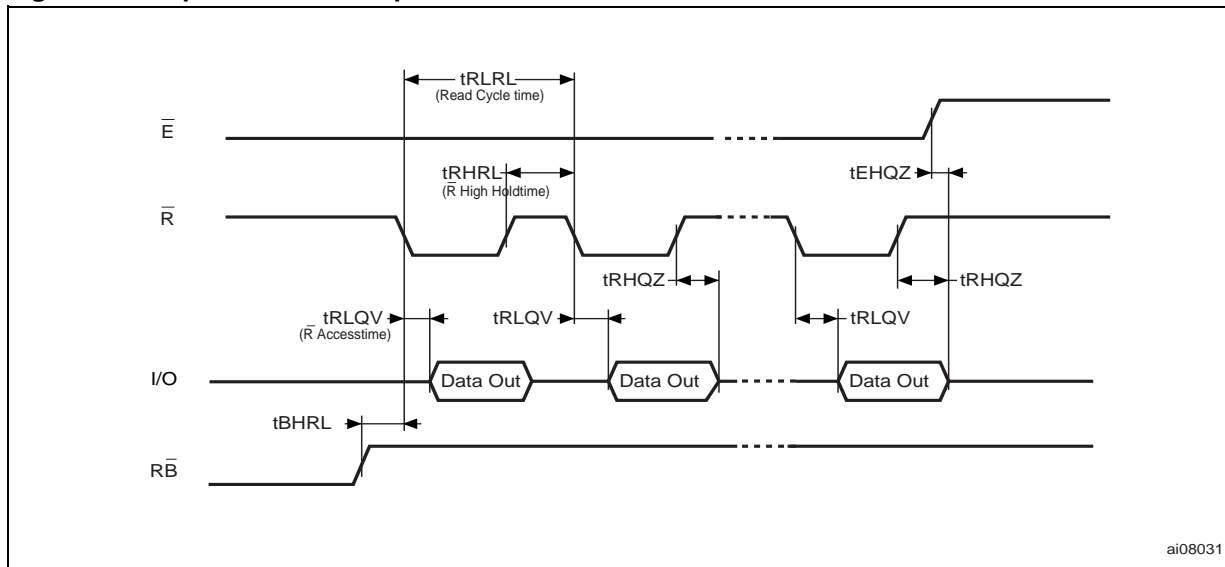 tRLRL
(Read Cycle time)
E̅
tRHRL
(R̅ High Holdtime)
tEHQZ
R̅
tRHQZ
tRHQZ
tRLQV
(R̅ Accesstime)
tRLQV
tRLQV
I/O
Data Out
Data Out
Data Out
tBHRL
RB̅
ai08031